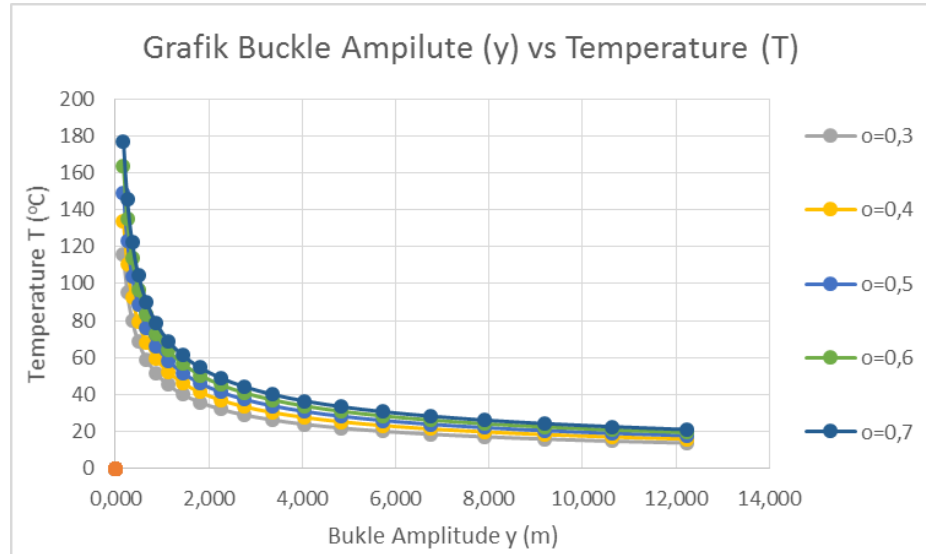 Grafik Buckle Ampilute (y) vs Temperature (T)
200
180
160
140
120
100
80
60
40
20
0
Temperature T (°C)
0,000 2,000 4,000 6,000 8,000 10,000 12,000 14,000
Bukle Amplitude y (m)
o=0,3
o=0,4
o=0,5
o=0,6
o=0,7